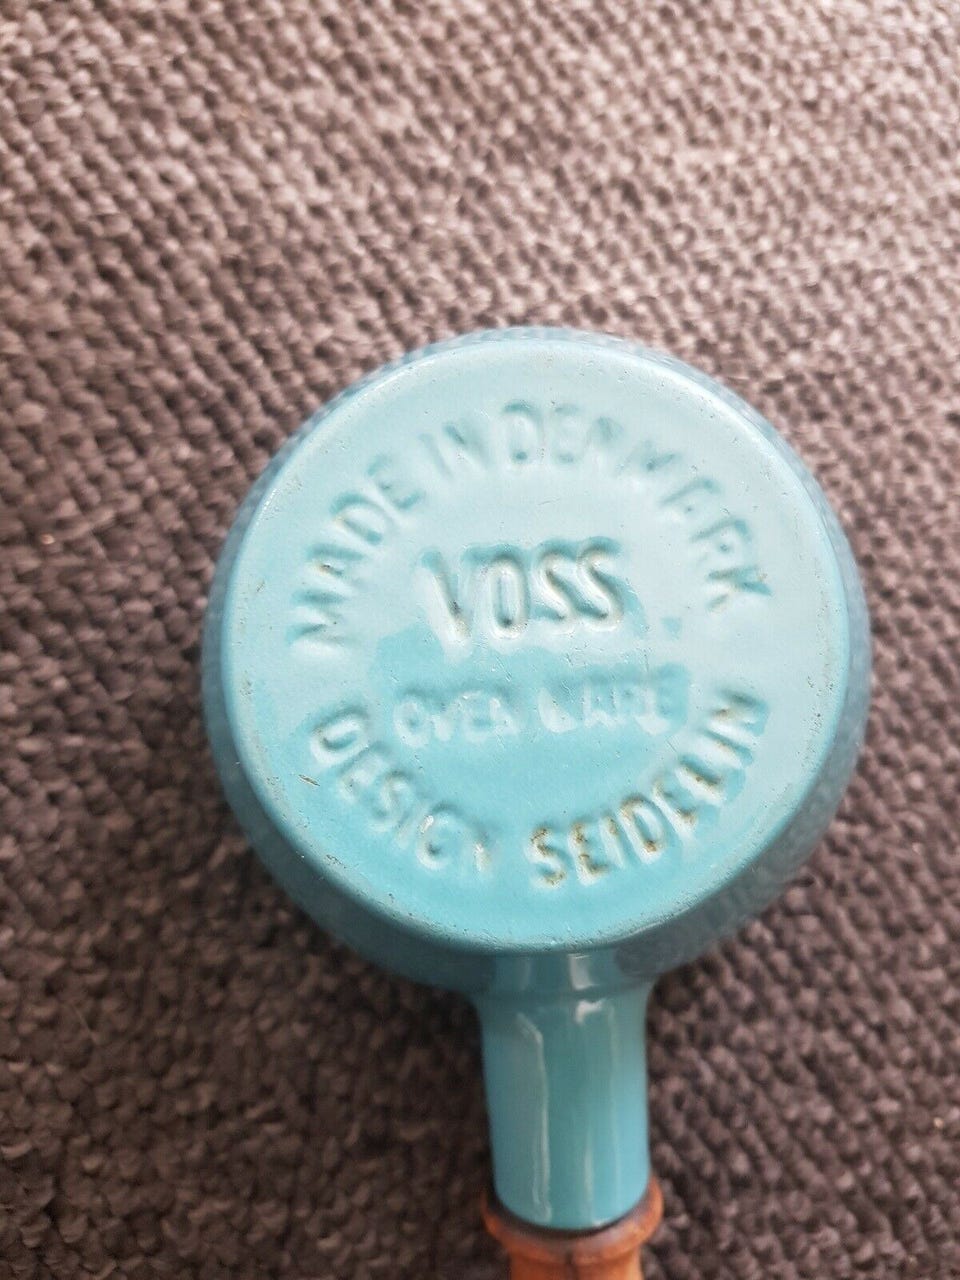 MADE IN DENMARK
VOSS
OVEN WARE
DESIGN SEIDELIN